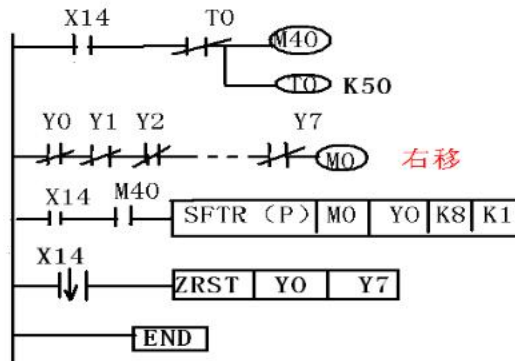 X14 T0
M40
T0 K50
Y0 Y1 Y2 Y7
M0 右移
X14 M40
SFTR (P) M0 Y0 K8 K1
X14
ZRST Y0 Y7
END